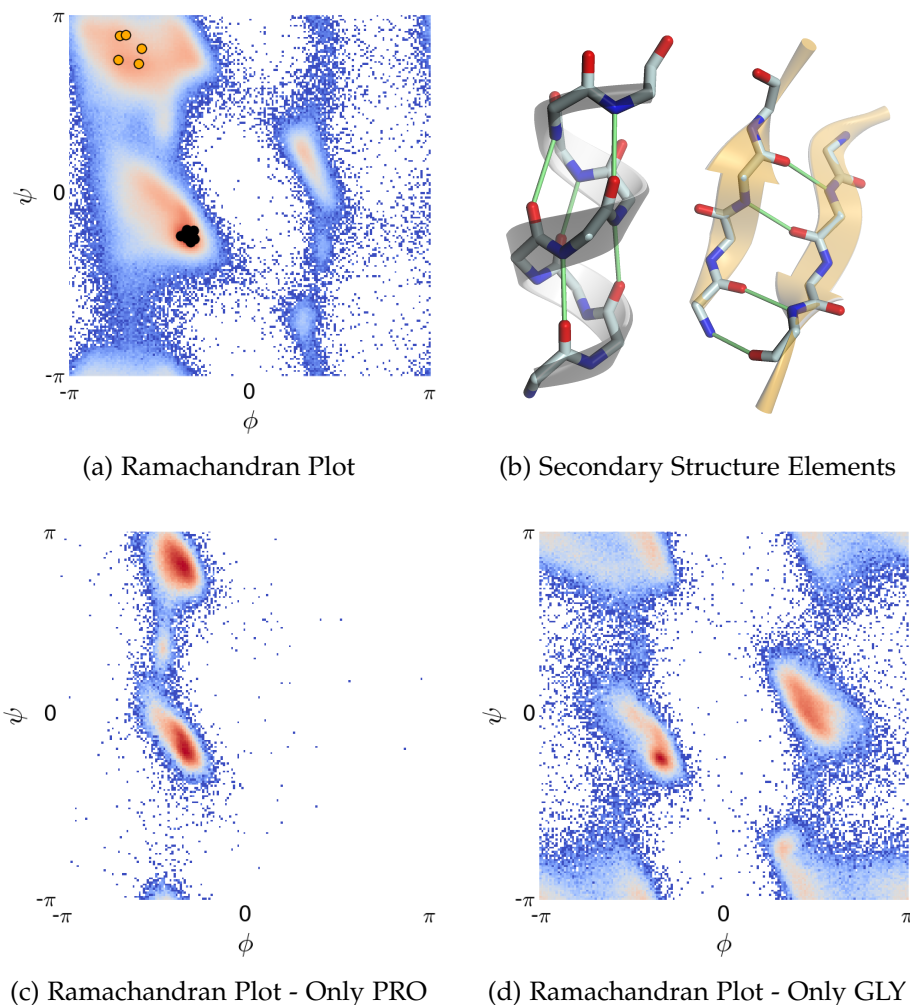 π
ψ
0
-π
-π
0
π
ϕ
(a) Ramachandran Plot
(b) Secondary Structure Elements
π
ψ
0
-π
-π
0
π
ϕ
(c) Ramachandran Plot - Only PRO
π
ψ
0
-π
-π
0
π
ϕ
(d) Ramachandran Plot - Only GLY